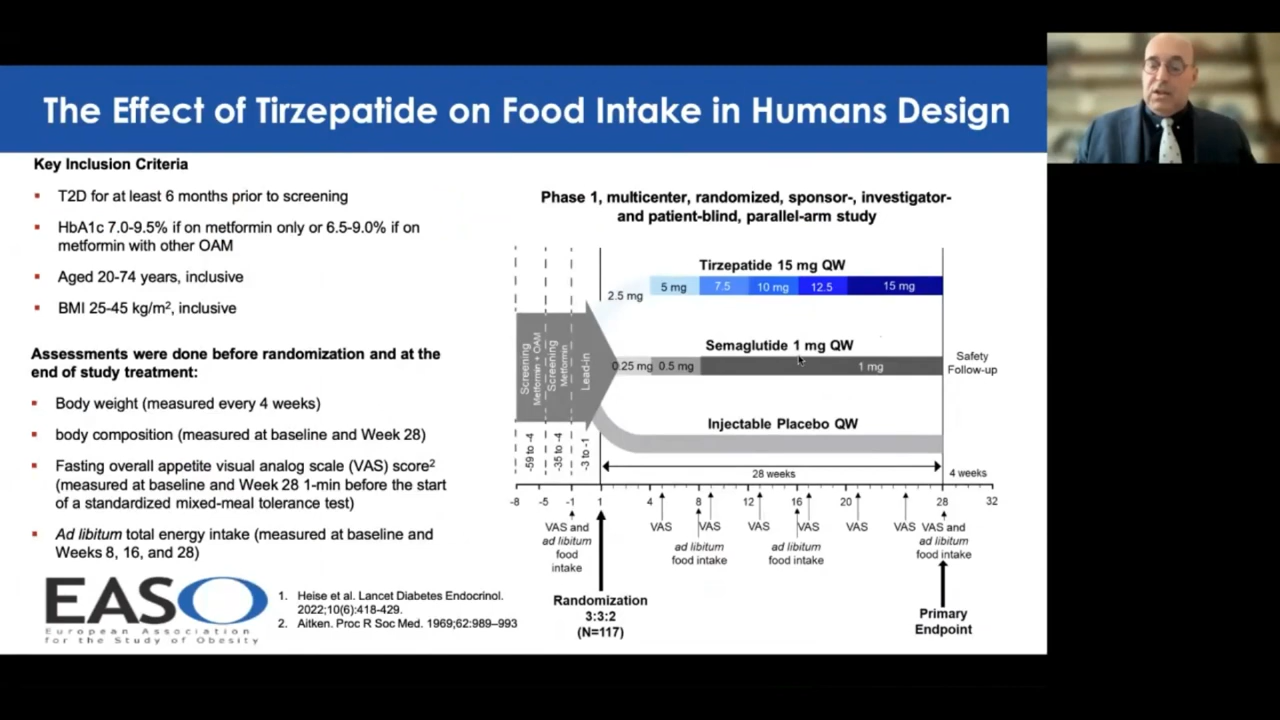 The Effect of Tirzepatide on Food Intake in Humans Design
Key Inclusion Criteria
▪ T2D for at least 6 months prior to screening
▪ HbA1c 7.0-9.5% if on metformin only or 6.5-9.0% if on
metformin with other OAM
▪ Aged 20-74 years, inclusive
▪ BMI 25-45 kg/m², inclusive
Assessments were done before randomization and at the
end of study treatment:
▪ Body weight (measured every 4 weeks)
▪ body composition (measured at baseline and Week 28)
▪ Fasting overall appetite visual analog scale (VAS) score²
(measured at baseline and Week 28 1-min before the start
of a standardized mixed-meal tolerance test)
▪ Ad libitum total energy intake (measured at baseline and
Weeks 8, 16, and 28)
EASO
European Association
for the Study of Obesity
1. Heise et al. Lancet Diabetes Endocrinol.
2022;10(6):418-429.
2. Aitken. Proc R Soc Med. 1969;62:989–993
Phase 1, multicenter, randomized, sponsor-, investigator-
and patient-blind, parallel-arm study
Tirzepatide 15 mg QW
2.5 mg 5 mg 7.5 10 mg 12.5 15 mg
Semaglutide 1 mg QW
0.25 mg 0.5 mg 1 mg
Safety
Follow-up
Injectable Placebo QW
Screening
Metformin + OAM
Screening
Metformin
Lead-in
-59 to -4
-35 to -4
-3 to -1
28 weeks 4 weeks
-8 -5 -1 1 4 8 12 16 20 28 32
VAS and
ad libitum
food
intake
VAS VAS VAS VAS VAS VAS
ad libitum
food intake
ad libitum
food intake
VAS and
ad libitum
food intake
Randomization
3:3:2
(N=117)
Primary
Endpoint